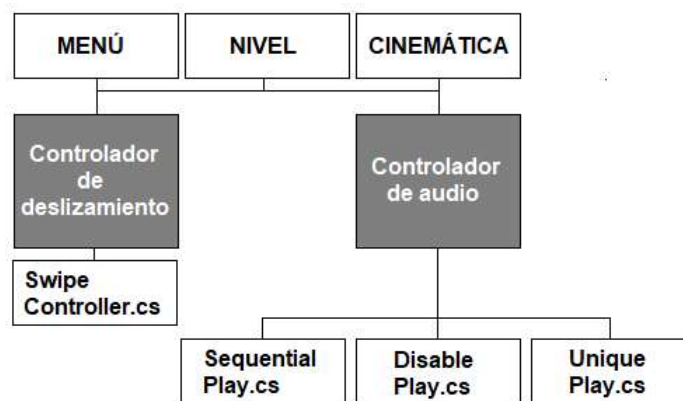 MENÚ
NIVEL
CINEMÁTICA
Controlador
de
deslizamiento
Controlador
de audio
Swipe
Controller.cs
Sequential
Play.cs
Disable
Play.cs
Unique
Play.cs